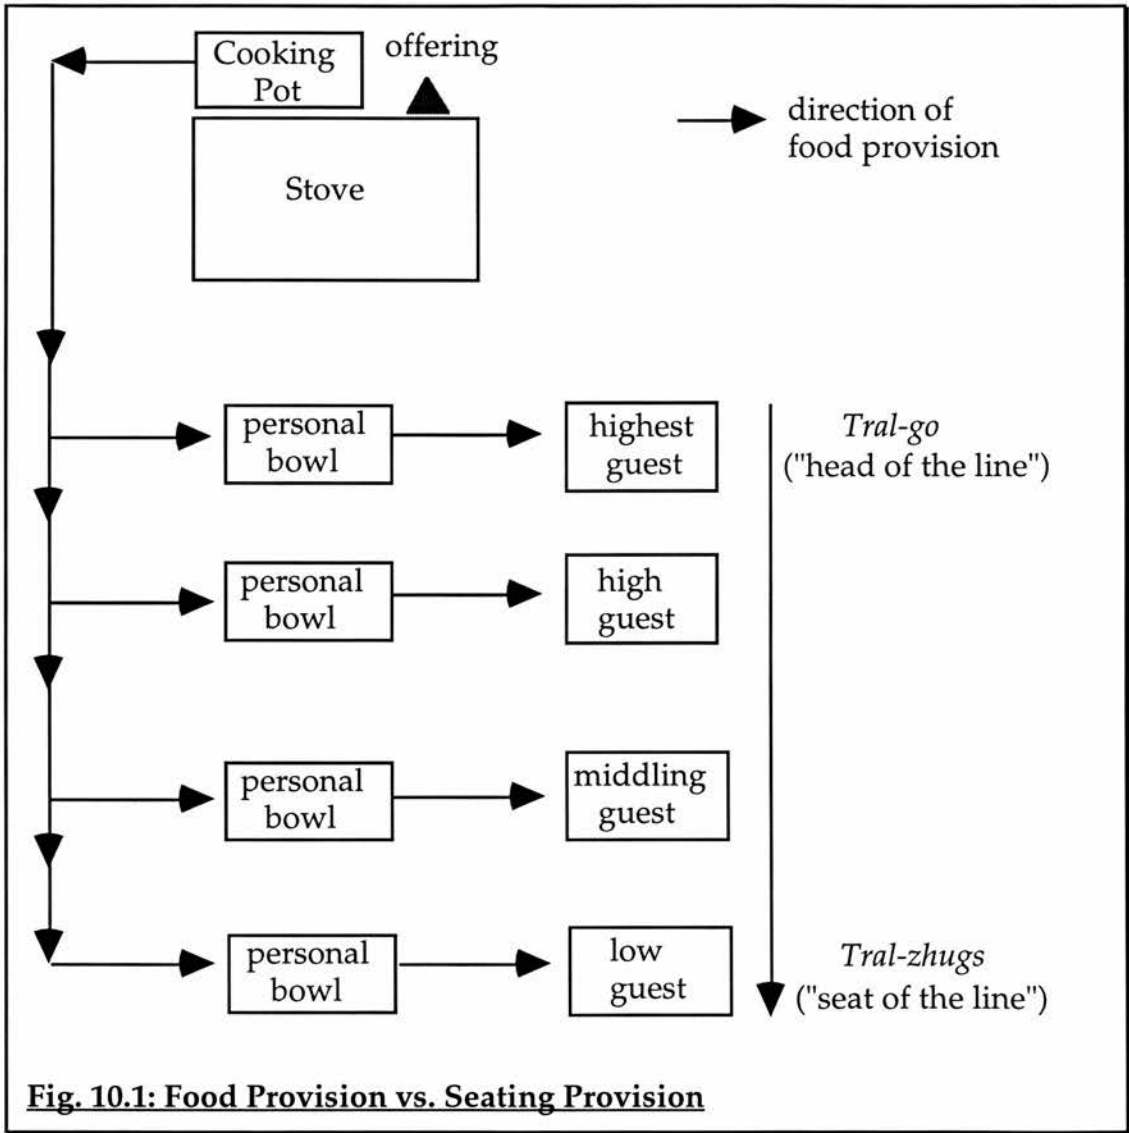 Cooking
Pot
offering
direction of
food provision
Stove
personal
bowl
highest
guest
Tral-go
("head of the line")
personal
bowl
high
guest
personal
bowl
middling
guest
personal
bowl
low
guest
Tral-zhugs
("seat of the line")
Fig. 10.1: Food Provision vs. Seating Provision